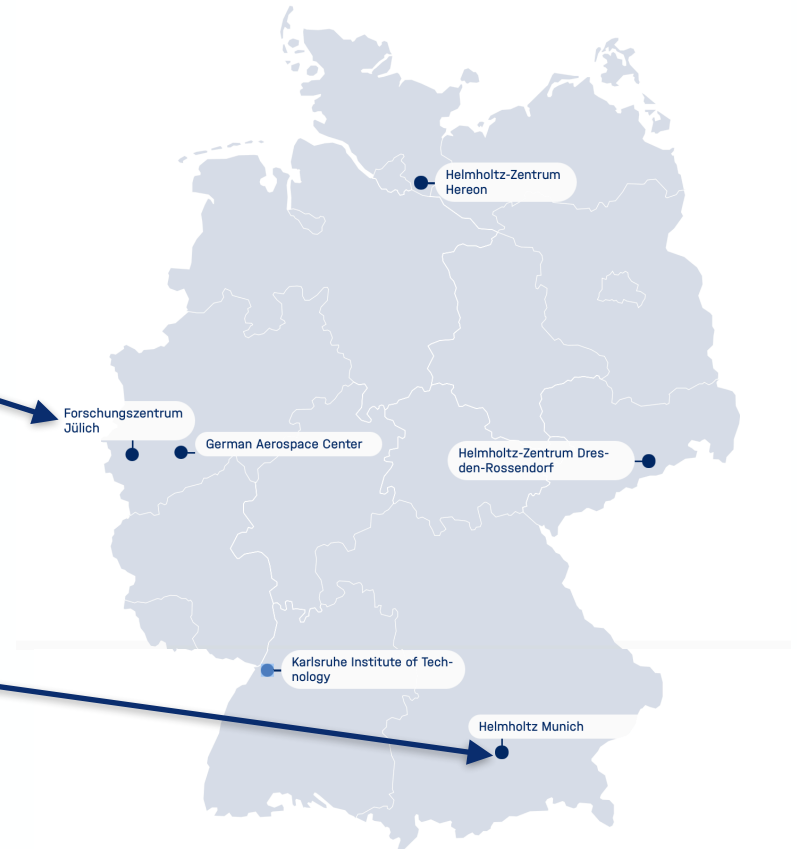 Helmholtz-Zentrum
Hereon
Forschungszentrum
Jülich
German Aerospace Center
Helmholtz-Zentrum Dres-
den-Rossendorf
Karlsruhe Institute of Tech-
nology
Helmholtz Munich